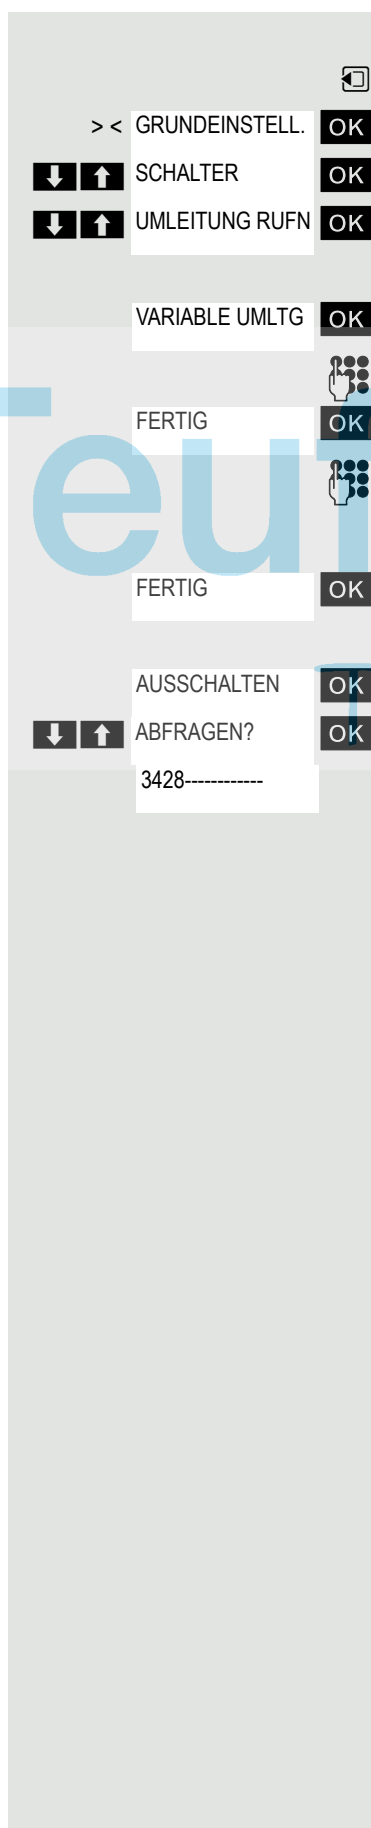 > < GRUNDEINSTELL. OK
SCHALTER OK
UMLEITUNG RUFN OK
VARIABLE UMLTG OK
FERTIG OK
FERTIG OK
AUSSCHALTEN OK
ABFRAGEN? OK
3428------------